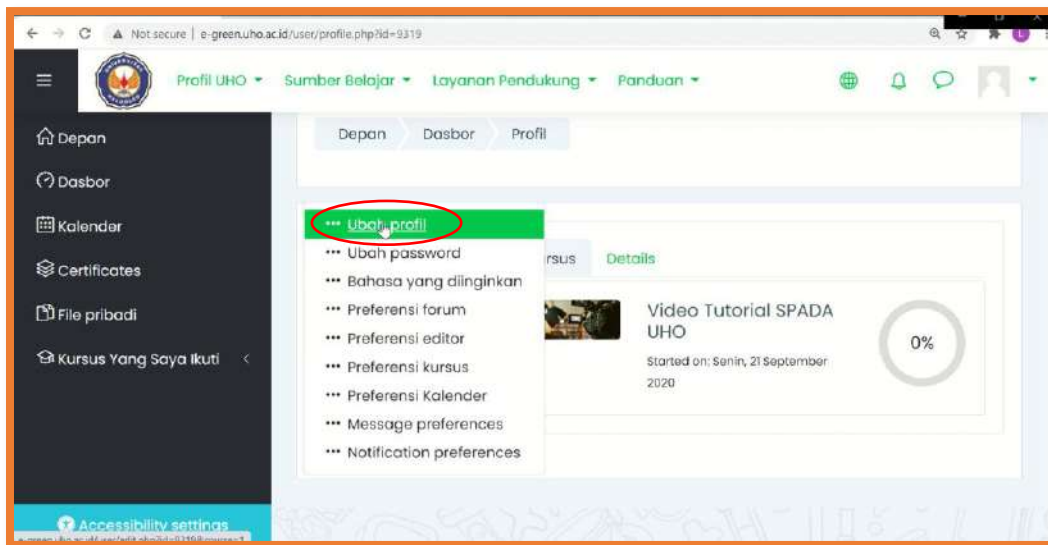 Not secure | e-green.uho.ac.id/user/profile.php?id=9319
Profil UHO Sumber Belajar Layanan Pendukung Panduan
Depan
Dasbor
Kalender
Certificates
File pribadi
Kursus Yang Saya Ikuti
Accessibility settings
Depan Dasbor Profil
Ubah profil
Ubah password
Bahasa yang diinginkan
Preferensi forum
Preferensi editor
Preferensi kursus
Preferensi Kalender
Message preferences
Notification preferences
rsus Details
Video Tutorial SPADA
UHO
Started on: Senin, 21 September
2020
0%